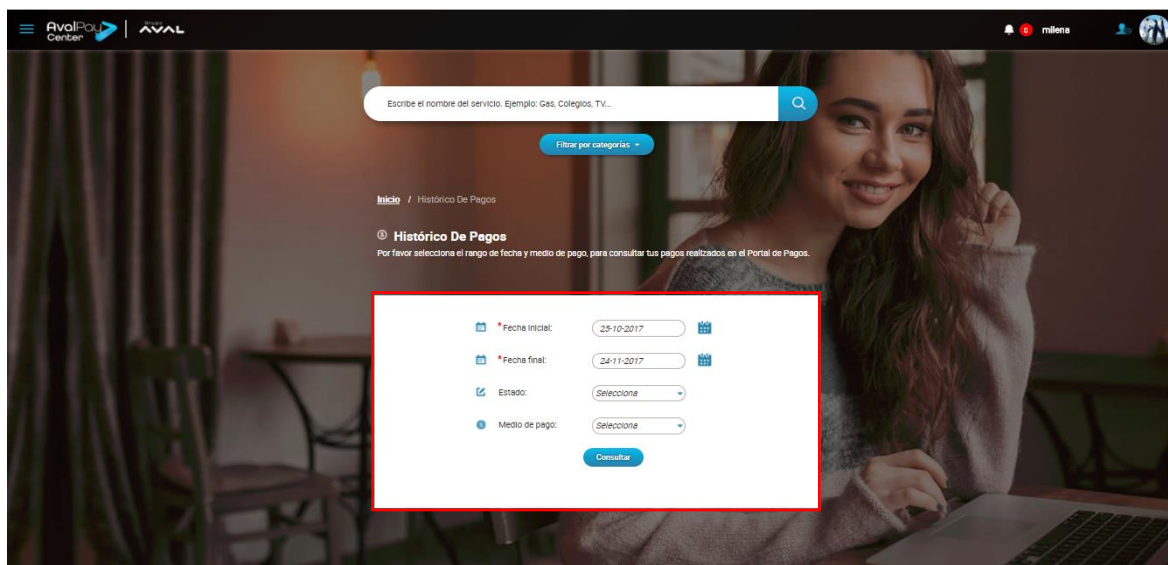 AvalPay Center
Grupo AVAL
0
milena
Escribe el nombre del servicio. Ejemplo: Gas, Colegios, TV...
Filtrar por categorías
Inicio / Histórico De Pagos
Histórico De Pagos
Por favor selecciona el rango de fecha y medio de pago, para consultar tus pagos realizados en el Portal de Pagos.
*Fecha Inicial: 25-10-2017
*Fecha final: 24-11-2017
Estado: Selecciona
Medio de pago: Selecciona
Consultar